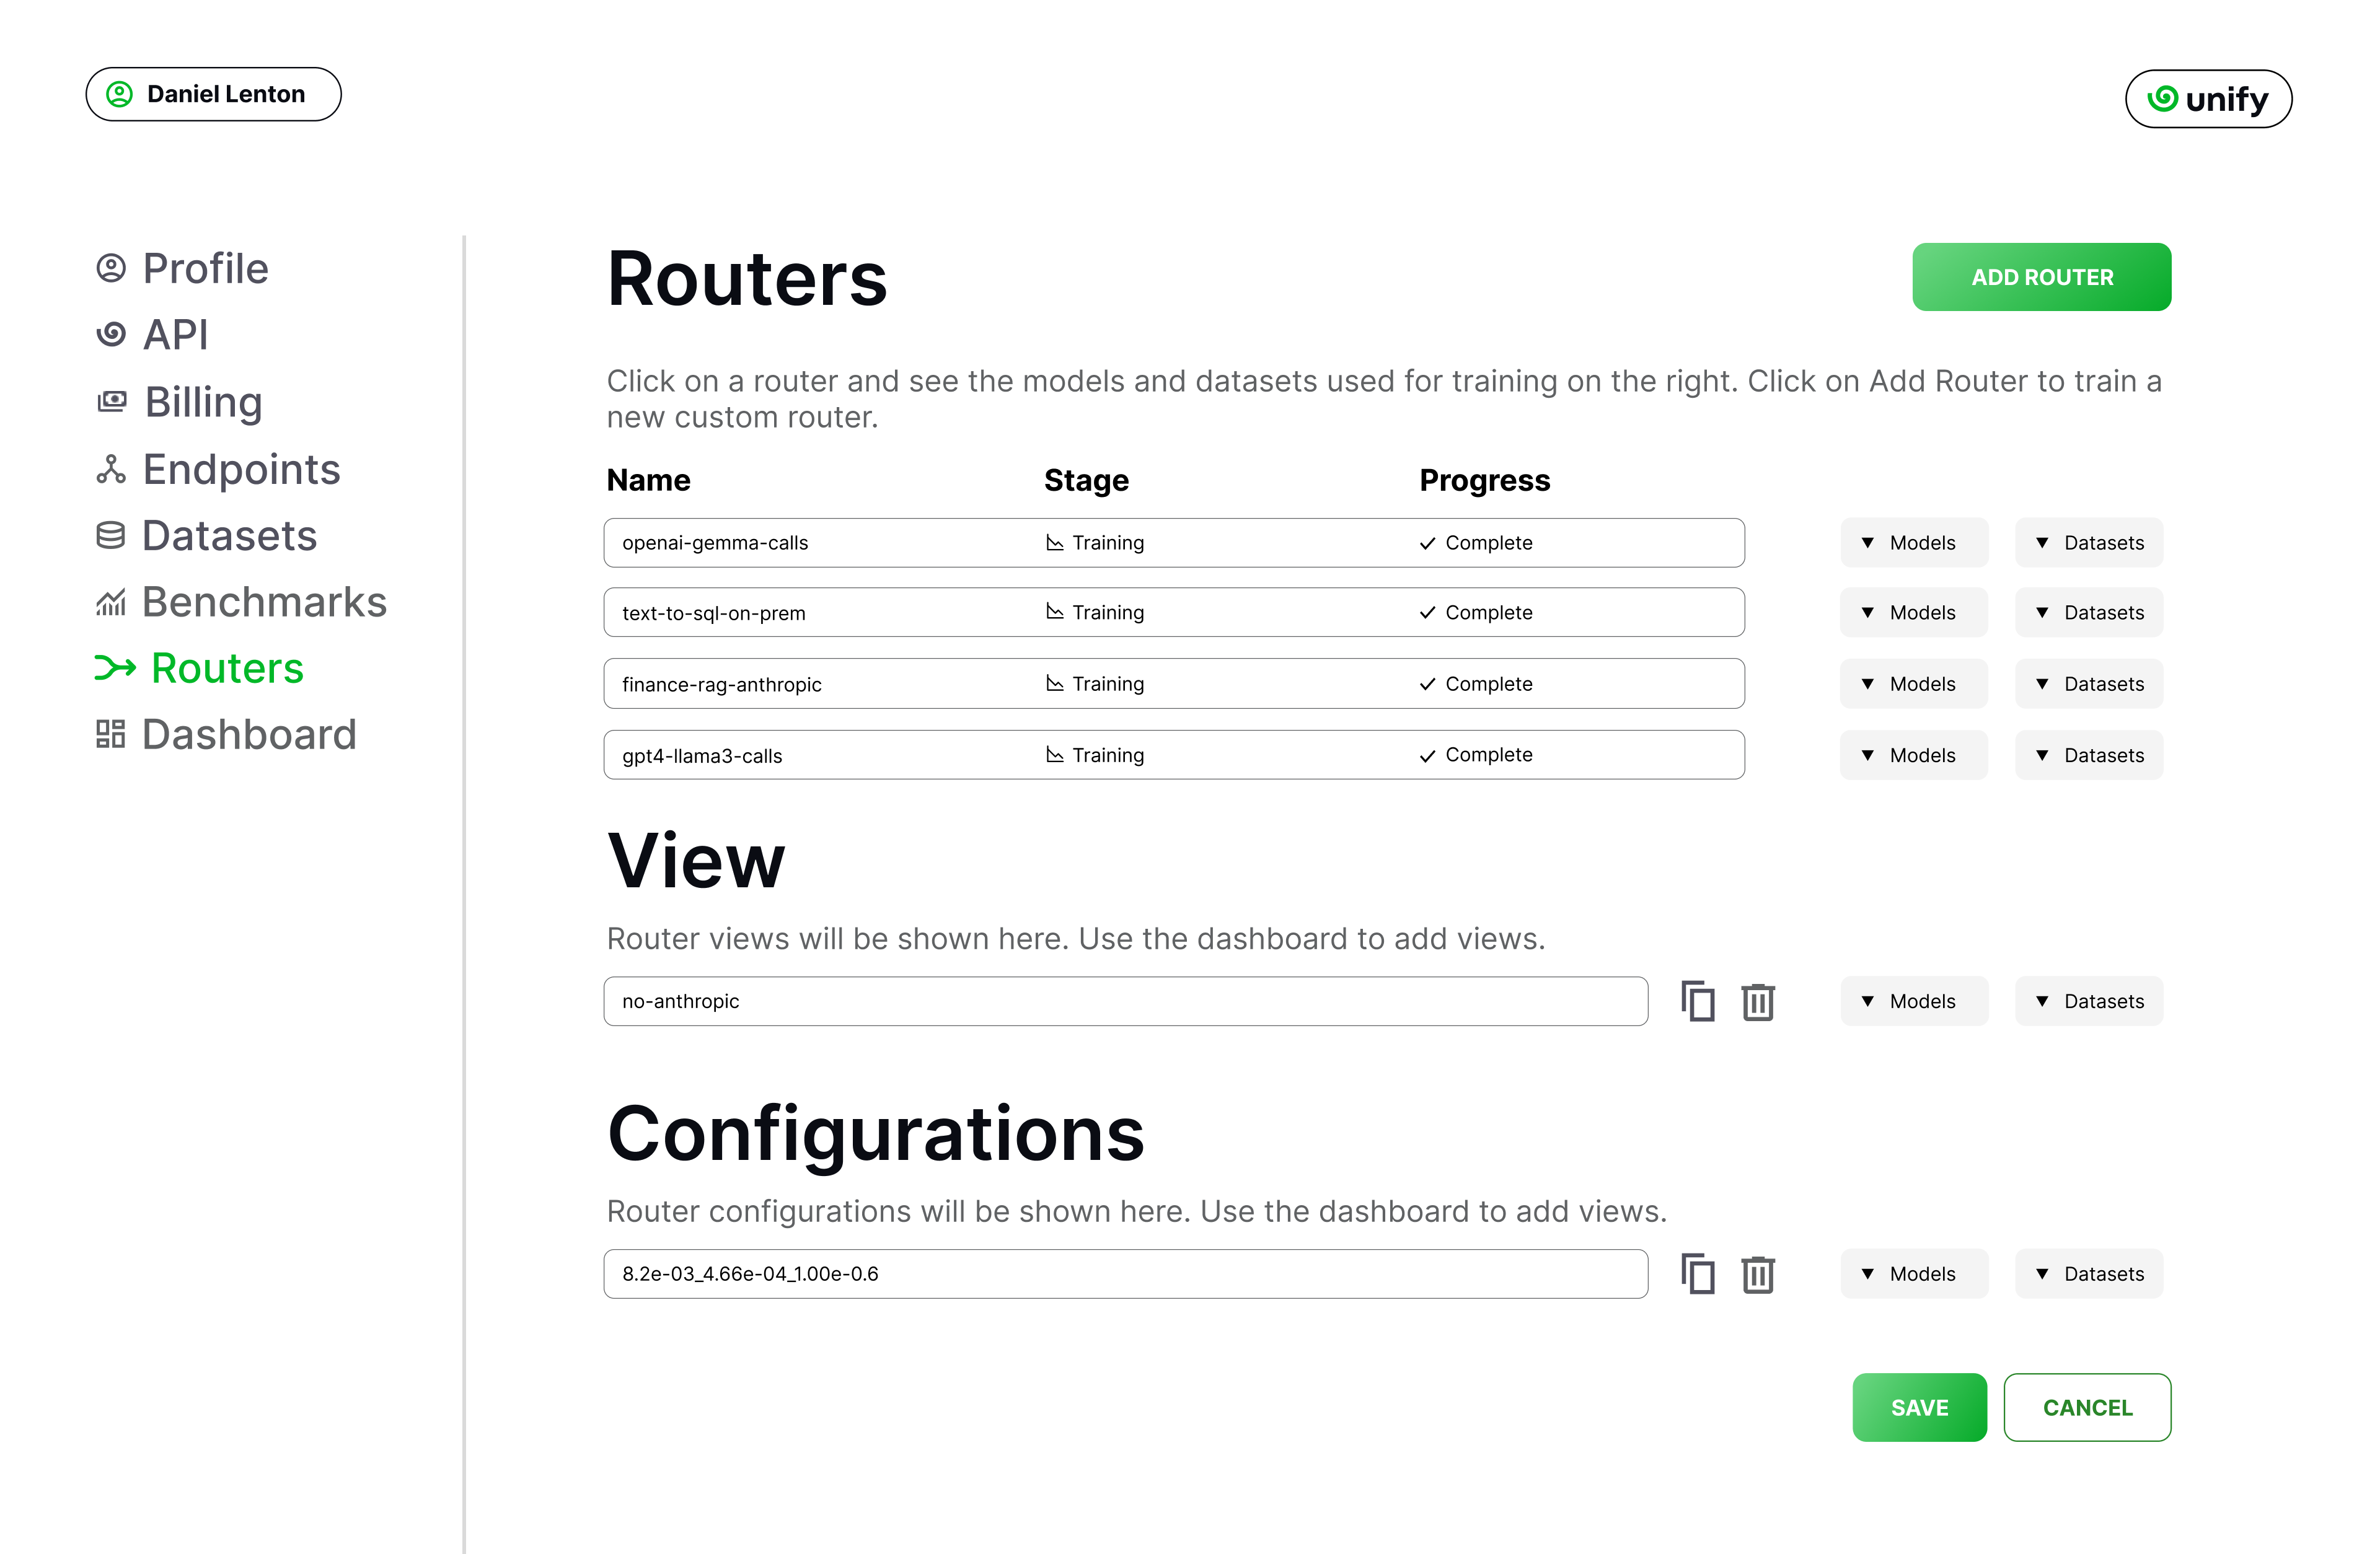 Daniel Lenton
unify
Profile
API
Billing
Endpoints
Datasets
Benchmarks
Routers
Dashboard
Routers
ADD ROUTER
Click on a router and see the models and datasets used for training on the right. Click on Add Router to train a
new custom router.
Name Stage Progress
openai-gemma-calls Training Complete Models Datasets
text-to-sql-on-prem Training Complete Models Datasets
finance-rag-anthropic Training Complete Models Datasets
gpt4-llama3-calls Training Complete Models Datasets
View
Router views will be shown here. Use the dashboard to add views.
no-anthropic Models Datasets
Configurations
Router configurations will be shown here. Use the dashboard to add views.
8.2e-03_4.66e-04_1.00e-0.6 Models Datasets
SAVE CANCEL